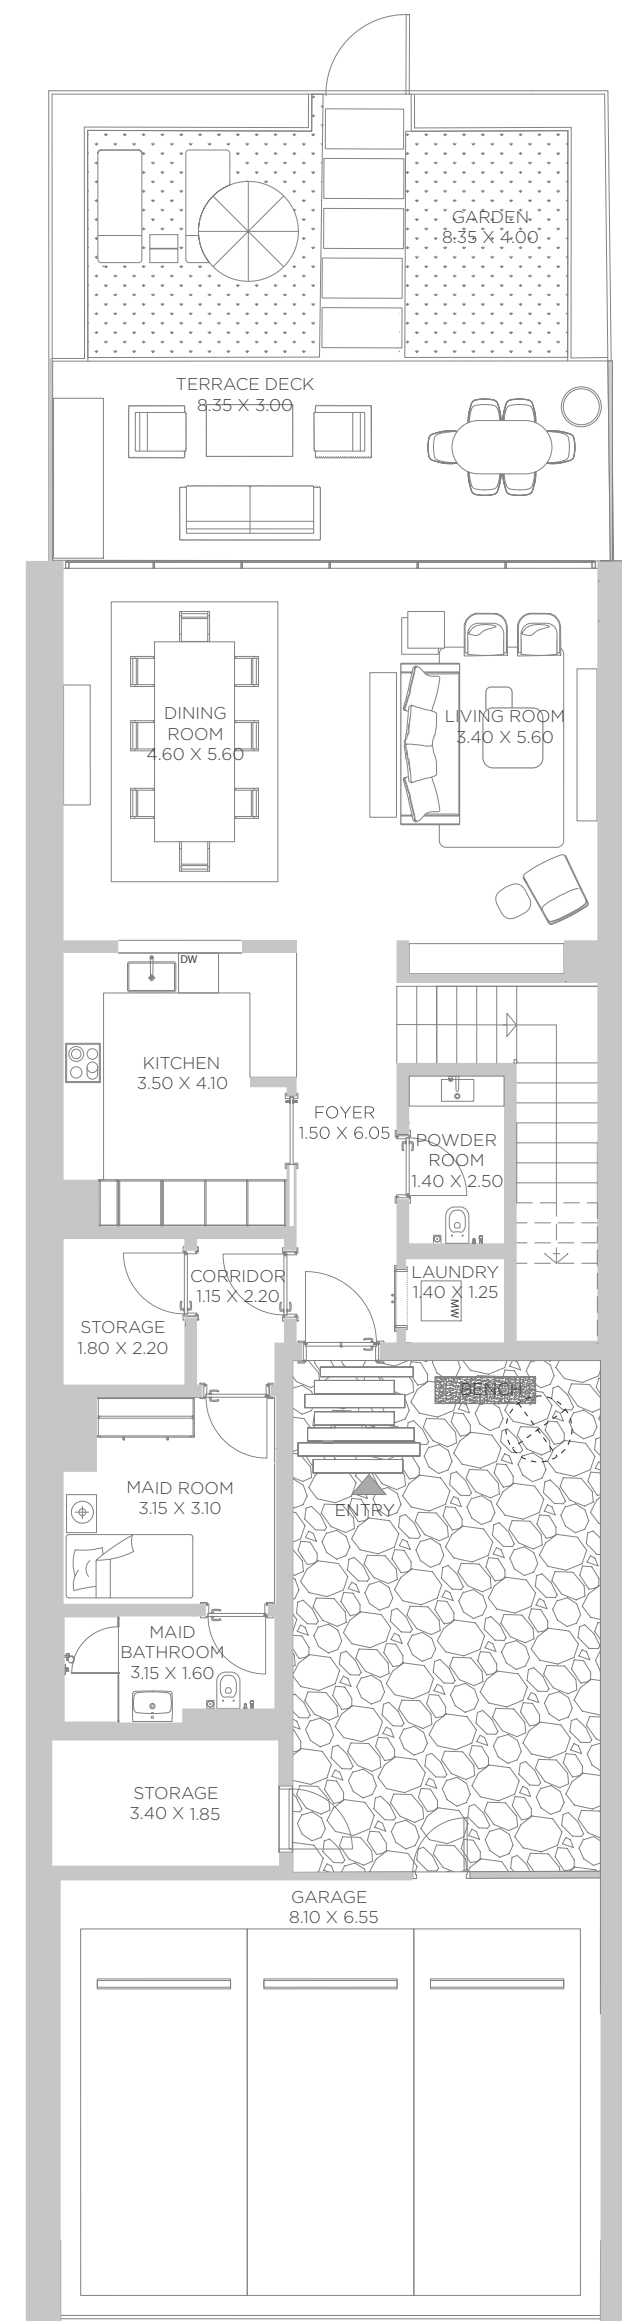 GARDEN
8.35 X 4.00
TERRACE DECK
8.35 X 3.00
DINING
ROOM
4.60 X 5.60
LIVING ROOM
3.40 X 5.60
DW
KITCHEN
3.50 X 4.10
FOYER
1.50 X 6.05
POWDER
ROOM
1.40 X 2.50
CORRIDOR
1.15 X 2.20
LAUNDRY
1.40 X 1.25
MW
STORAGE
1.80 X 2.20
BENCH
MAID ROOM
3.15 X 3.10
ENTRY
MAID
BATHROOM
3.15 X 1.60
STORAGE
3.40 X 1.85
GARAGE
8.10 X 6.55